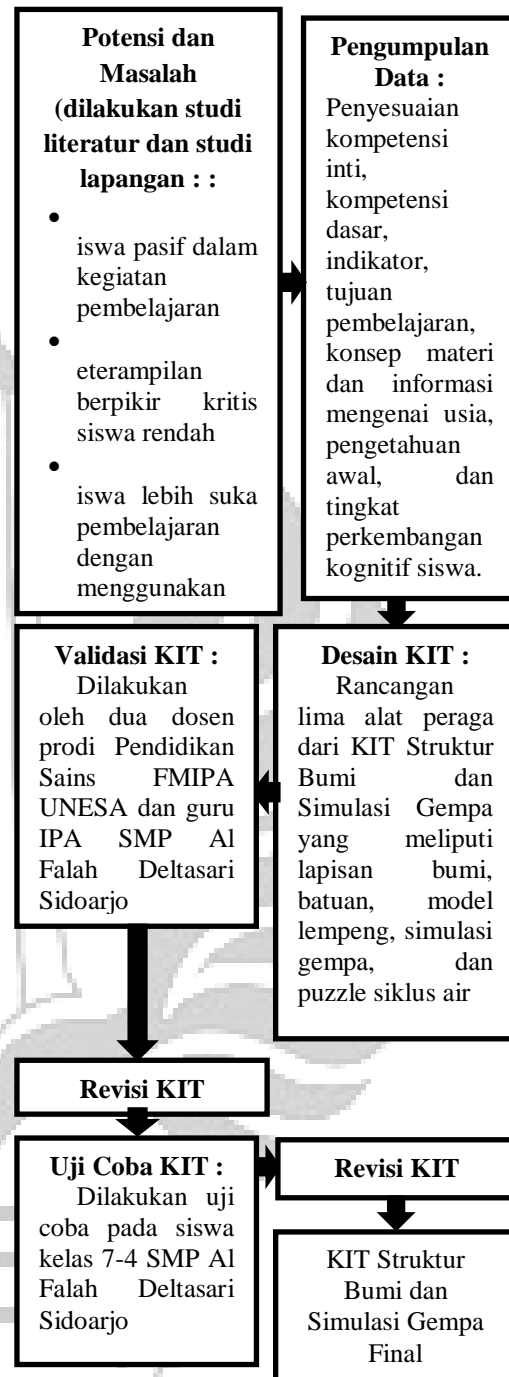 Potensi dan
Masalah
(dilakukan studi
literatur dan studi
lapangan : :
•
iswa pasif dalam
kegiatan
pembelajaran
•
eterampilan
berpikir kritis
siswa rendah
•
iswa lebih suka
pembelajaran
dengan
menggunakan
Pengumpulan
Data :
Penyesuaian
kompetensi
inti,
kompetensi
dasar,
indikator,
tujuan
pembelajaran,
konsep materi
dan informasi
mengenai usia,
pengetahuan
awal, dan
tingkat
perkembangan
kognitif siswa.
Desain KIT :
Rancangan
lima alat peraga
dari KIT Struktur
Bumi dan
Simulasi Gempa
yang meliputi
lapisan bumi,
batuan, model
lempeng, simulasi
gempa, dan
puzzle siklus air
Validasi KIT :
Dilakukan
oleh dua dosen
prodi Pendidikan
Sains FMIPA
UNESA dan guru
IPA SMP Al
Falah Deltasari
Sidoarjo
Revisi KIT
Uji Coba KIT :
Dilakukan uji
coba pada siswa
kelas 7-4 SMP Al
Falah Deltasari
Sidoarjo
Revisi KIT
KIT Struktur
Bumi dan
Simulasi Gempa
Final